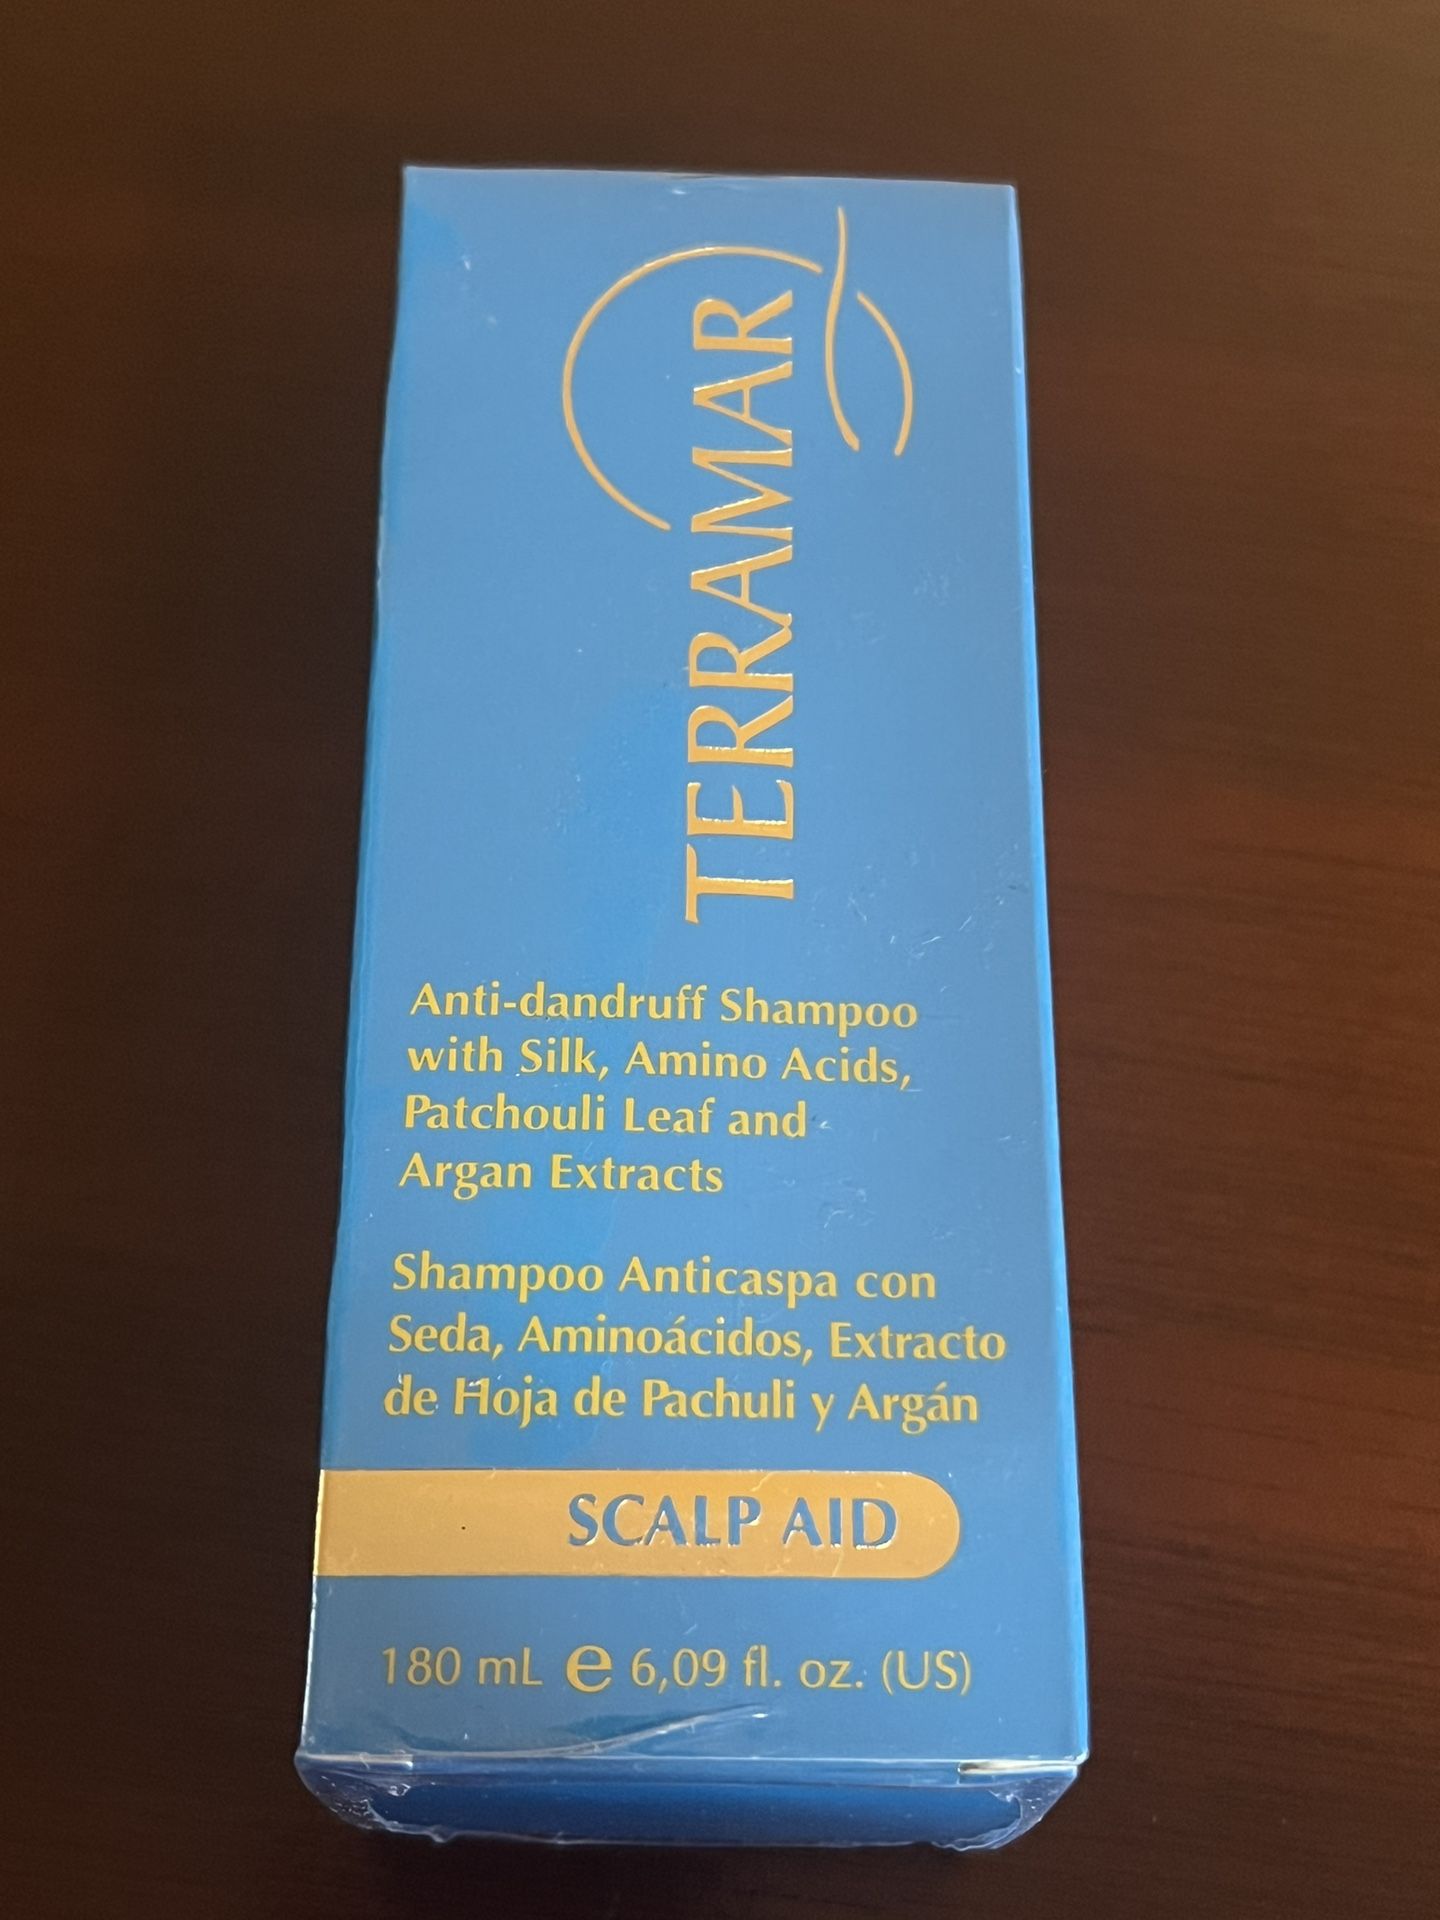 TERRAMAR
Anti-dandruff Shampoo
with Silk, Amino Acids,
Patchouli Leaf and
Argan Extracts
Shampoo Anticaspa con
Seda, Aminoácidos, Extracto
de Hoja de Pachuli y Argán
SCALP AID
180 mL e 6,09 fl. oz. (US)